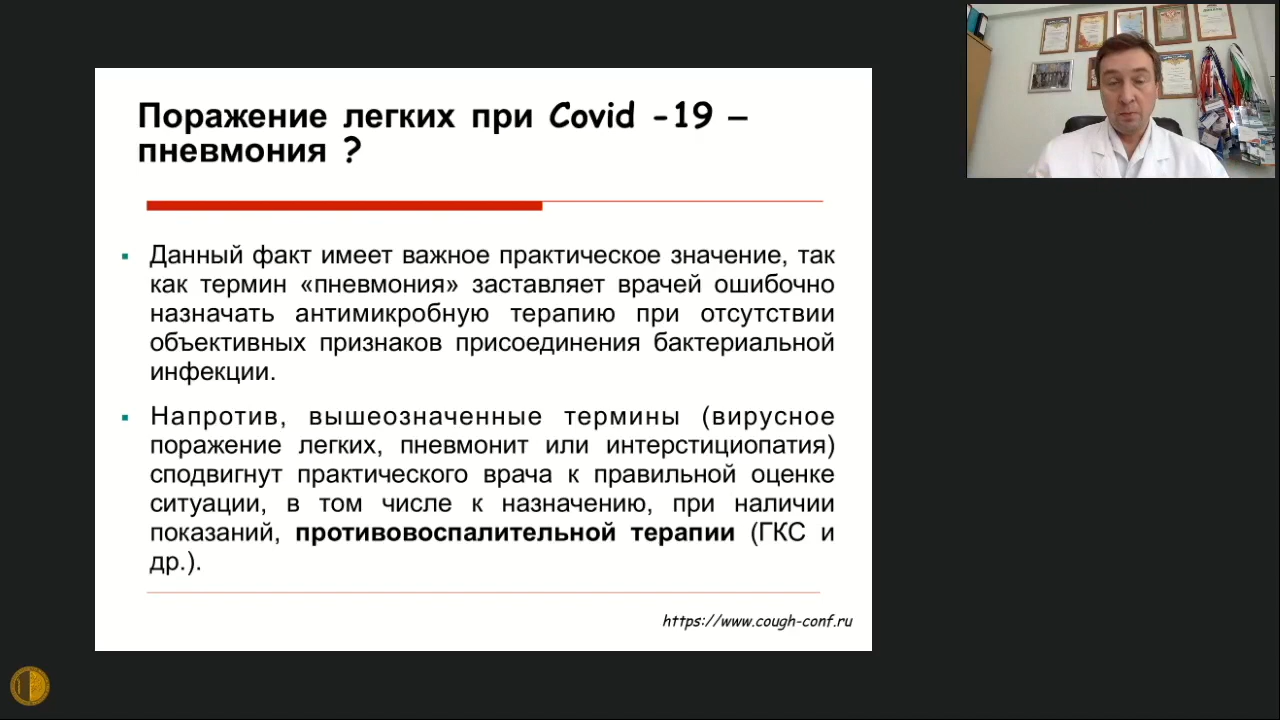 Поражение легких при Covid -19 –
пневмония ?
Данный факт имеет важное практическое значение, так
как термин «пневмония» заставляет врачей ошибочно
назначать антимикробную терапию при отсутствии
объективных признаков присоединения бактериальной
инфекции.
Напротив, вышеозначенные термины (вирусное
поражение легких, пневмонит или интерстициопатия)
сподвигнут практического врача к правильной оценке
ситуации, в том числе к назначению, при наличии
показаний, противовоспалительной терапии (ГКС и
др.).
https://www.cough-conf.ru